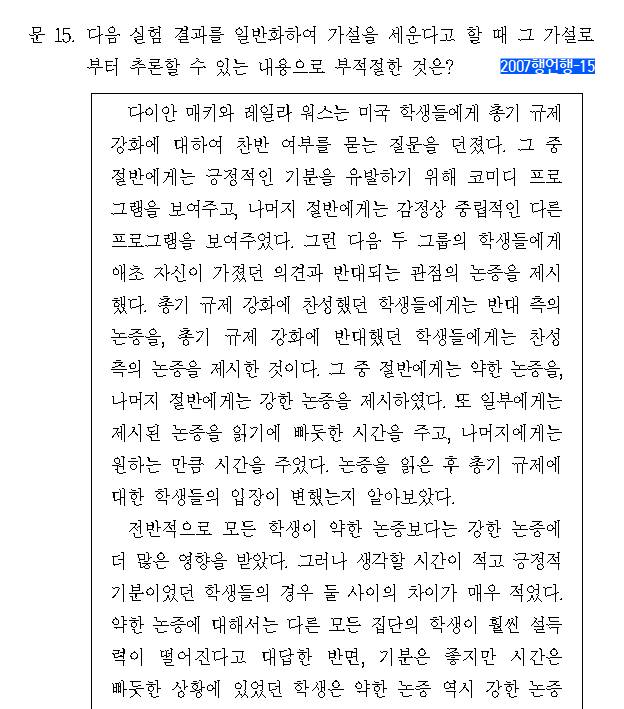 문 15. 다음 실험 결과를 일반화하여 가설을 세운다고 할 때 그 가설로
부터 추론할 수 있는 내용으로 부적절한 것은? 2007행언행-15
다이안 매키와 레일라 워스는 미국 학생들에게 총기 규제
강화에 대하여 찬반 여부를 묻는 질문을 던졌다. 그 중
절반에게는 긍정적인 기분을 유발하기 위해 코미디 프로
그램을 보여주고, 나머지 절반에게는 감정상 중립적인 다른
프로그램을 보여주었다. 그런 다음 두 그룹의 학생들에게
애초 자신이 가졌던 의견과 반대되는 관점의 논증을 제시
했다. 총기 규제 강화에 찬성했던 학생들에게는 반대 측의
논증을, 총기 규제 강화에 반대했던 학생들에게는 찬성
측의 논증을 제시한 것이다. 그 중 절반에게는 약한 논증을,
나머지 절반에게는 강한 논증을 제시하였다. 또 일부에게는
제시된 논증을 읽기에 빠듯한 시간을 주고, 나머지에게는
원하는 만큼 시간을 주었다. 논증을 읽은 후 총기 규제에
대한 학생들의 입장이 변했는지 알아보았다.
전반적으로 모든 학생이 약한 논증보다는 강한 논증에
더 많은 영향을 받았다. 그러나 생각할 시간이 적고 긍정적
기분이었던 학생들의 경우 둘 사이의 차이가 매우 적었다.
약한 논증에 대해서는 다른 모든 집단의 학생이 훨씬 설득
력이 떨어진다고 대답한 반면, 기분은 좋지만 시간은
빠듯한 상황에 있었던 학생은 약한 논증 역시 강한 논증